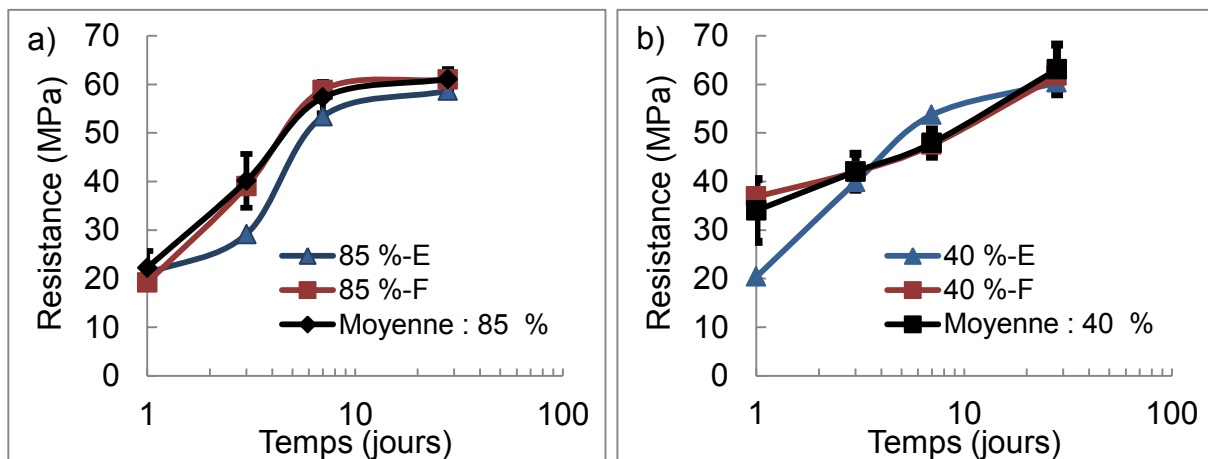 a)
Resistance (MPa)
70
60
50
40
30
20
10
0
85 %-E
85 %-F
Moyenne : 85 %
1
10
100
Temps (jours)
b)
Resistance (MPa)
70
60
50
40
30
20
10
0
40 %-E
40 %-F
Moyenne : 40 %
1
10
100
Temps (jours)